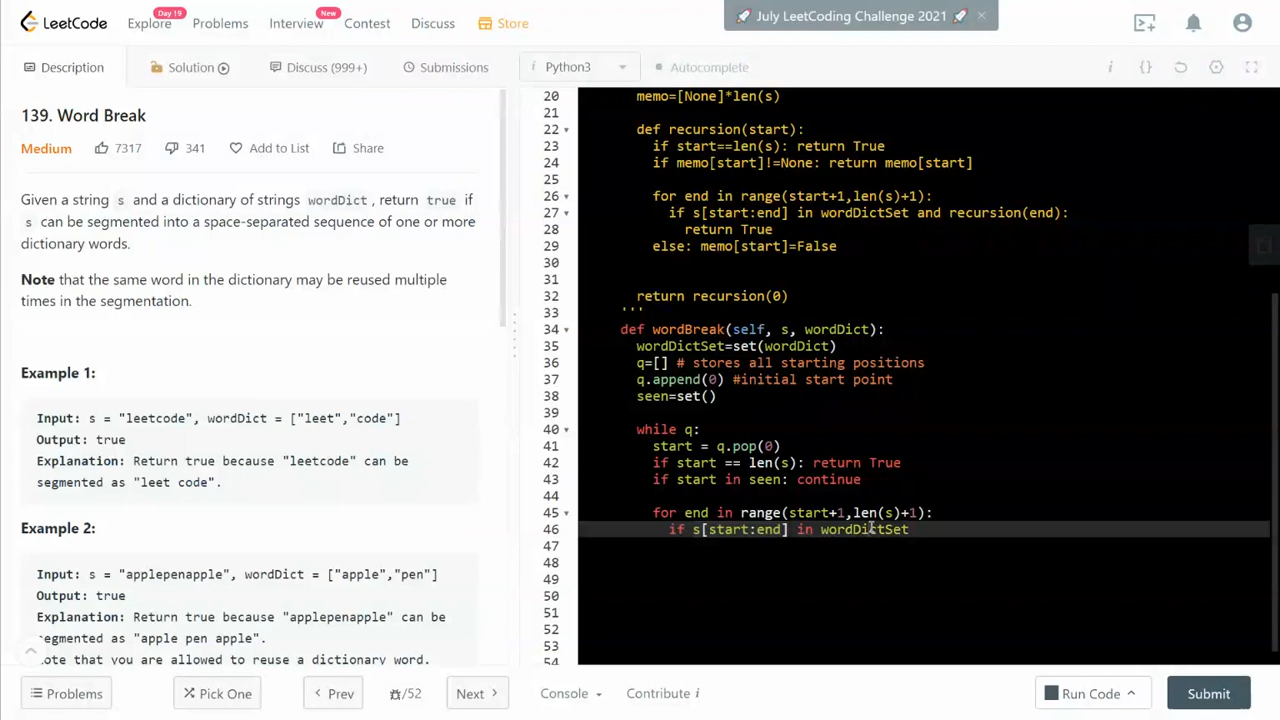 LeetCode
Day 19
Explore
Problems
New
Interview
Contest
Discuss
Store
🚀 July LeetCoding Challenge 2021 🚀 ×
Description
Solution
Discuss (999+)
Submissions
i Python3
Autocomplete
139. Word Break
Medium
7317
341
Add to List
Share
Given a string s and a dictionary of strings wordDict, return true if
s can be segmented into a space-separated sequence of one or more
dictionary words.
Note that the same word in the dictionary may be reused multiple
times in the segmentation.
Example 1:
Input: s = "leetcode", wordDict = ["leet","code"]
Output: true
Explanation: Return true because "leetcode" can be
segmented as "leet code".
Example 2:
Input: s = "applepenapple", wordDict = ["apple","pen"]
Output: true
Explanation: Return true because "applepenapple" can be
segmented as "apple pen apple".
Note that you are allowed to reuse a dictionary word.
20 memo=[None]*len(s)
21
22 def recursion(start):
23 if start==len(s): return True
24 if memo[start]!=None: return memo[start]
25
26 for end in range(start+1,len(s)+1):
27 if s[start:end] in wordDictSet and recursion(end):
28 return True
29 else: memo[start]=False
30
31
32 return recursion(0)
33 '''
34 def wordBreak(self, s, wordDict):
35 wordDictSet=set(wordDict)
36 q=[] # stores all starting positions
37 q.append(0) #initial start point
38 seen=set()
39
40 while q:
41 start = q.pop(0)
42 if start == len(s): return True
43 if start in seen: continue
44
45 for end in range(start+1,len(s)+1):
46 if s[start:end] in wordDictSet
47
48
49
50
51
52
53
54
Problems
Pick One
Prev
/52
Next
Console
Contribute i
Run Code
Submit